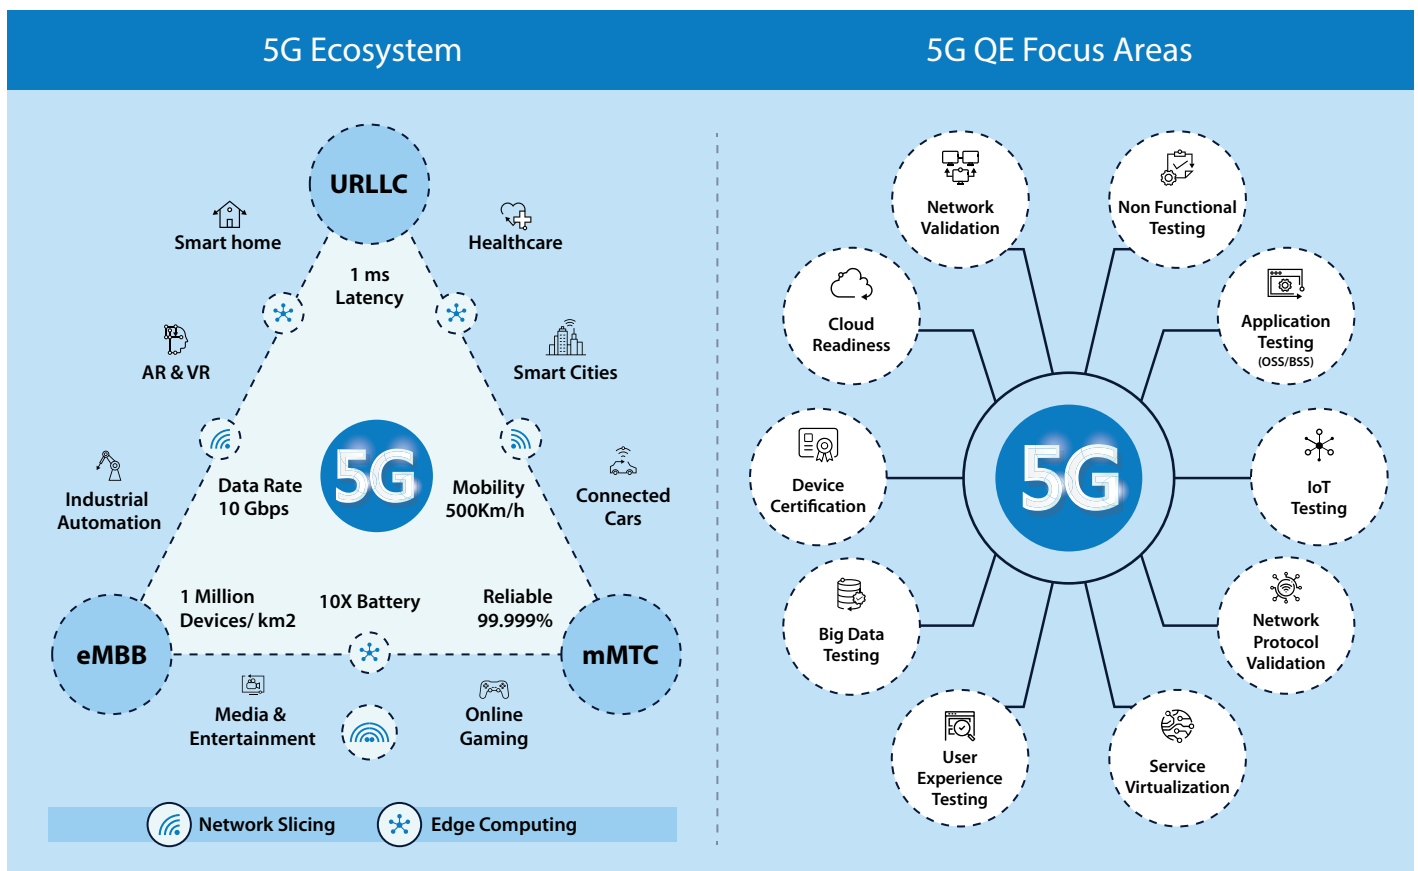 5G Ecosystem
URLLC
Smart home
Healthcare
1 ms
Latency
AR & VR
Smart Cities
5G
Industrial
Automation
Data Rate
10 Gbps
Mobility
500Km/h
Connected
Cars
1 Million
Devices/ km2
10X Battery
Reliable
99.999%
eMBB
mMTC
Media &
Entertainment
Online
Gaming
Network Slicing
Edge Computing
5G QE Focus Areas
Network
Validation
Non Functional
Testing
Cloud
Readiness
Application
Testing
(OSS/BSS)
Device
Certification
5G
IoT
Testing
Big Data
Testing
Network
Protocol
Validation
User
Experience
Testing
Service
Virtualization